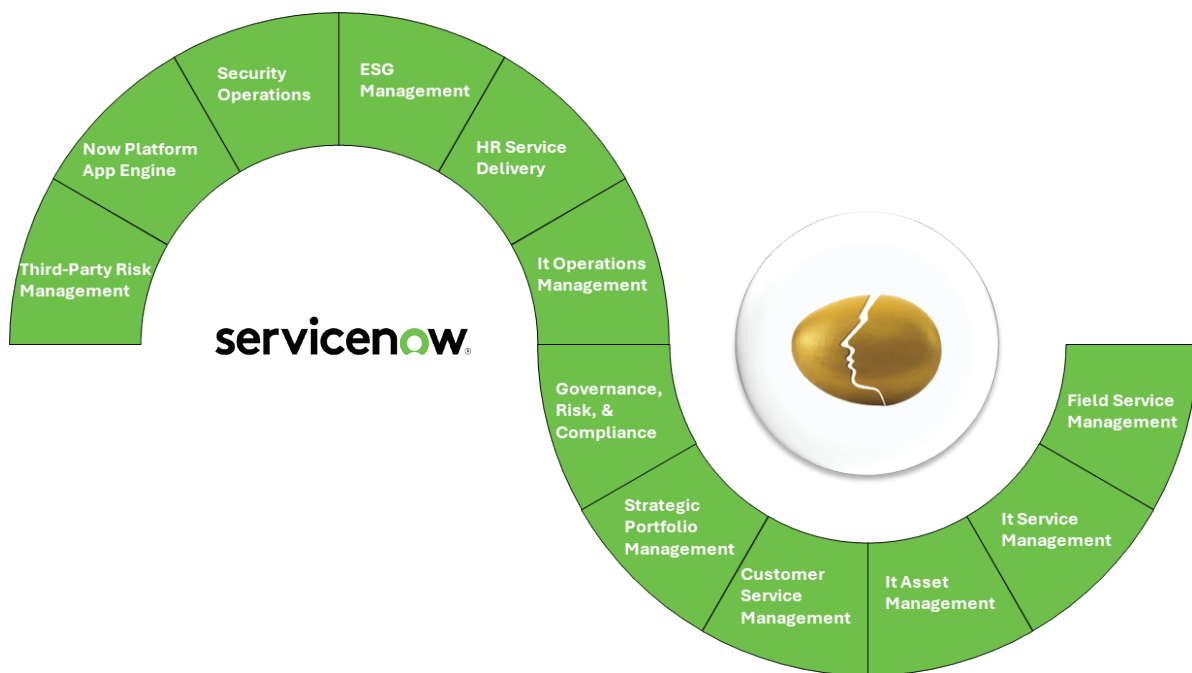 Third-Party Risk
Management
Now Platform
App Engine
Security
Operations
ESG
Management
HR Service
Delivery
It Operations
Management
servicenow®
Governance,
Risk, &
Compliance
Strategic
Portfolio
Management
Customer
Service
Management
It Asset
Management
It Service
Management
Field Service
Management